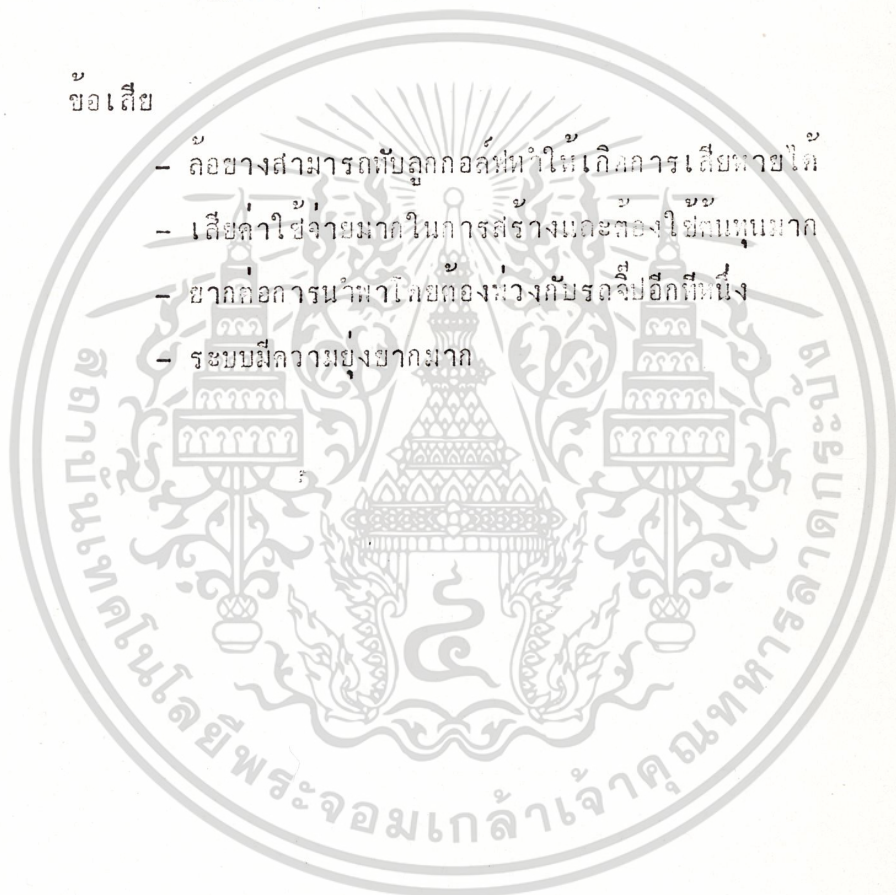 ข้อเสีย
- ล้อยางสามารถทับลูกกอล์ฟทำให้เกิดการเสียหายได้
- เสียค่าใช้จ่ายมากในการสร้างและต้องใช้ต้นทุนมาก
- ยากต่อการนำพาโดยต้องพ่วงกับรถจี๊ปอีกทีหนึ่ง
- ระบบมีความยุ่งยากมาก
สถาบันเทคโนโลยีพระจอมเกล้าเจ้าคุณทหารลาดกระบัง